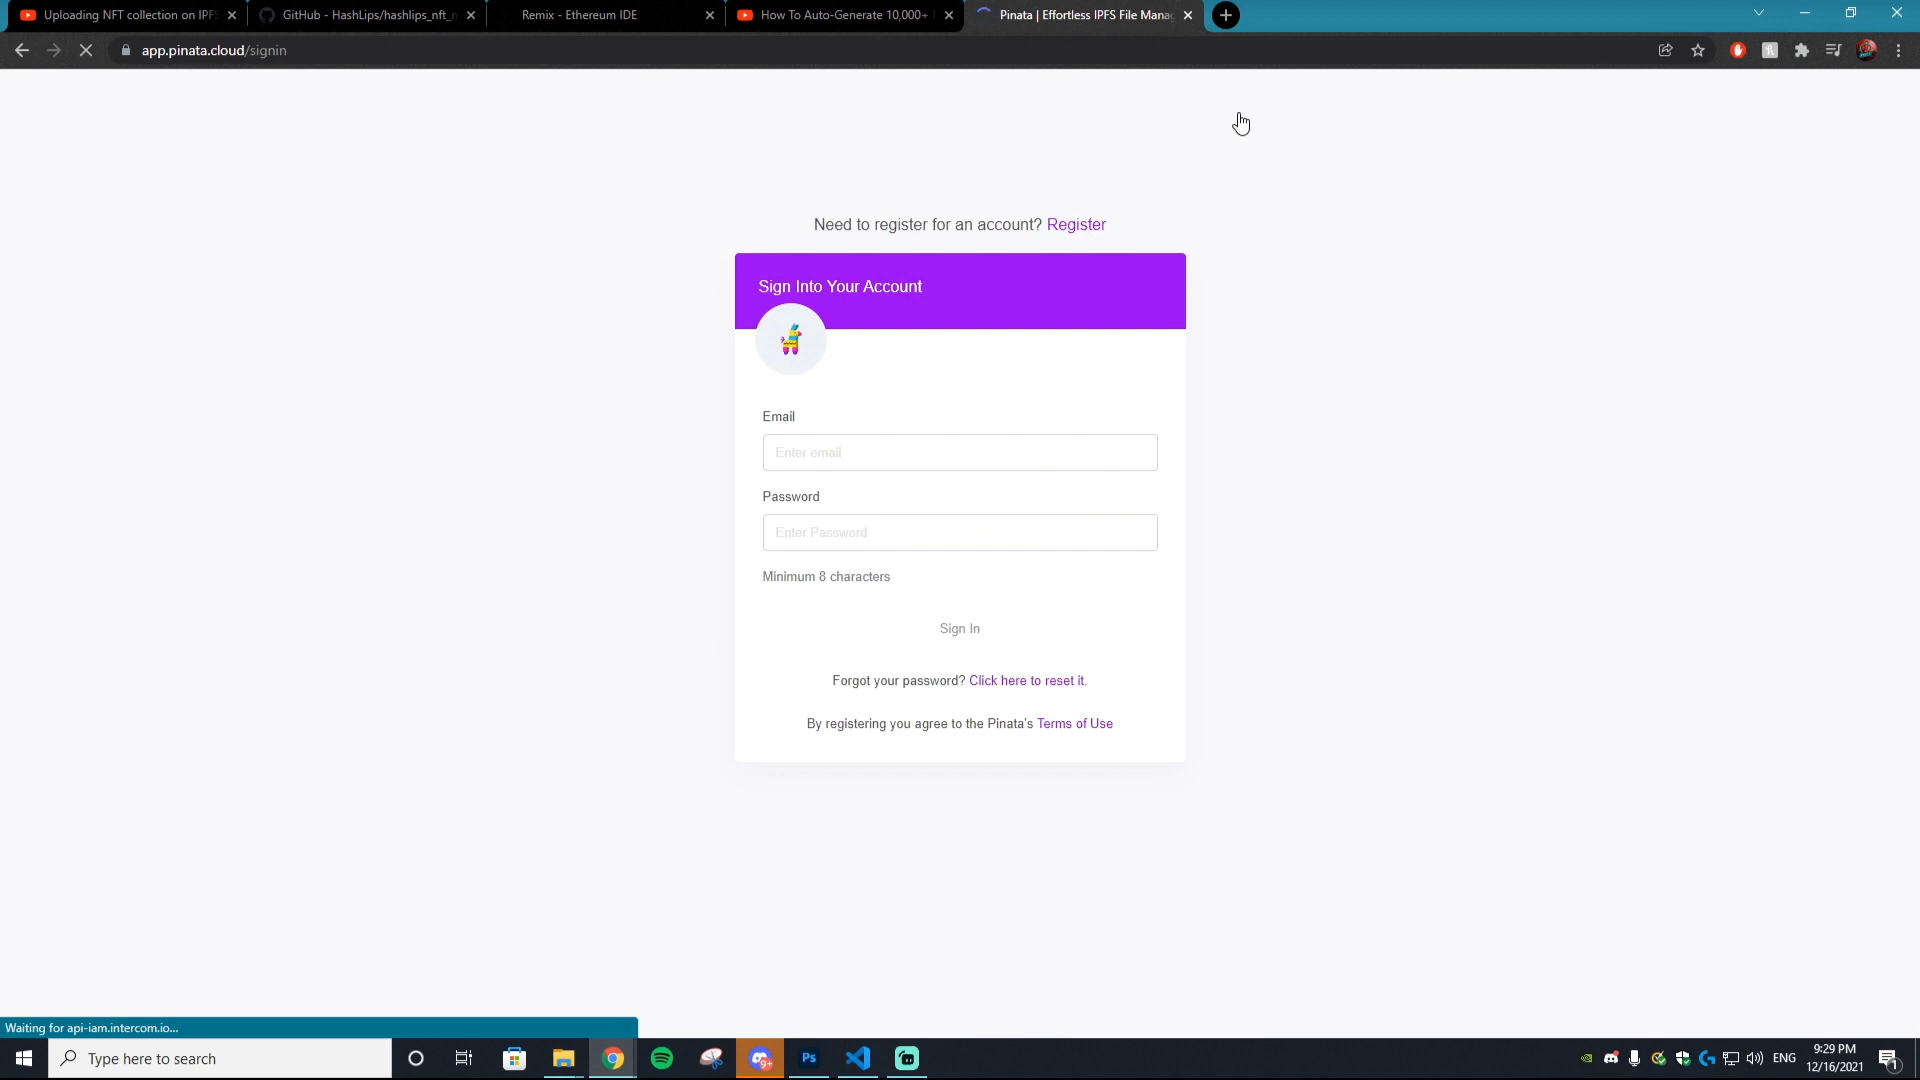 Uploading NFT collection on IPFS
GitHub - HashLips/hashlips_nft_
Remix - Ethereum IDE
How To Auto-Generate 10,000+
Pinata | Effortless IPFS File Manag
app.pinata.cloud/signin
Need to register for an account? Register
Sign Into Your Account
Email
Enter email
Password
Enter Password
Minimum 8 characters
Sign In
Forgot your password? Click here to reset it.
By registering you agree to the Pinata's Terms of Use
Waiting for api-iam.intercom.io...
Type here to search
9+
Ps
ENG
9:29 PM
12/16/2021
1